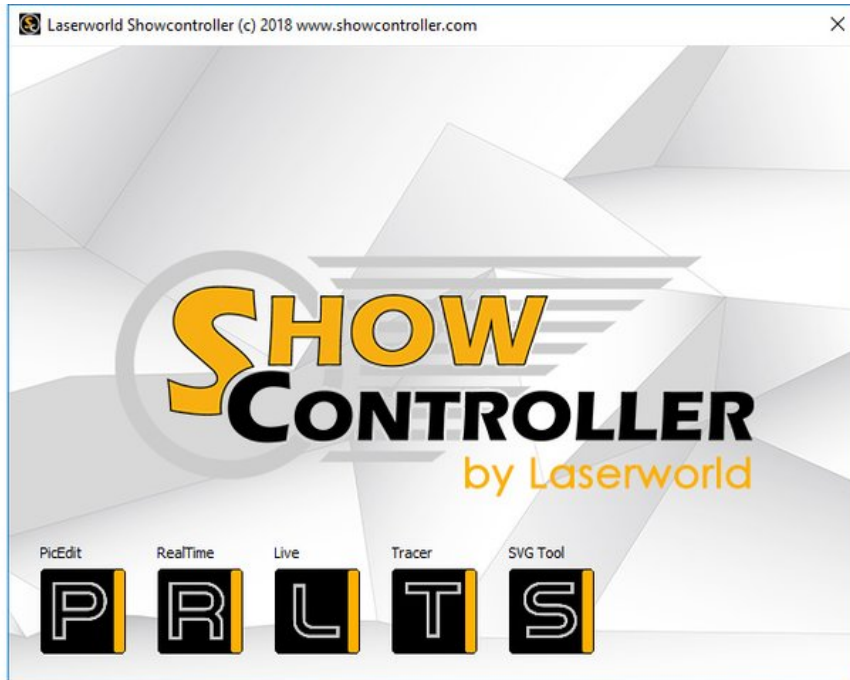 Laserworld Showcontroller (c) 2018 www.showcontroller.com
SHOW
CONTROLLER
by Laserworld
PicEdit RealTime Live Tracer SVG Tool
P R L T S